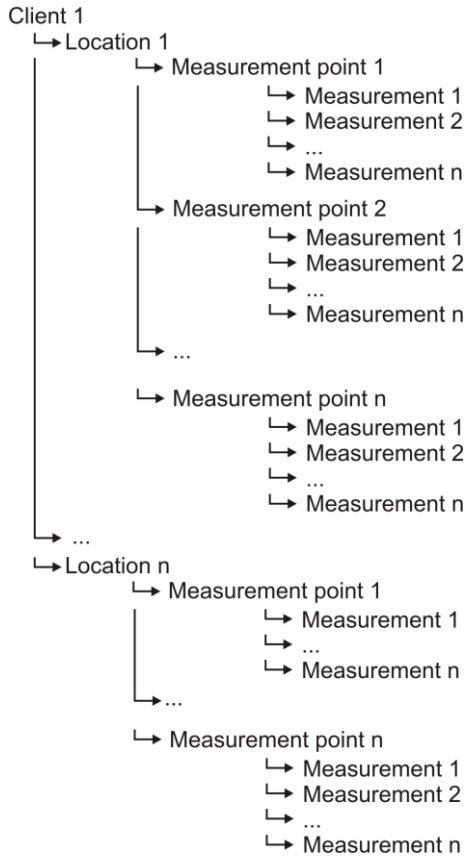 Client 1
Location 1
Measurement point 1
Measurement 1
Measurement 2
...
Measurement n
Measurement point 2
Measurement 1
Measurement 2
...
Measurement n
...
Measurement point n
Measurement 1
Measurement 2
...
Measurement n
...
Location n
Measurement point 1
Measurement 1
...
Measurement n
...
Measurement point n
Measurement 1
Measurement 2
...
Measurement n